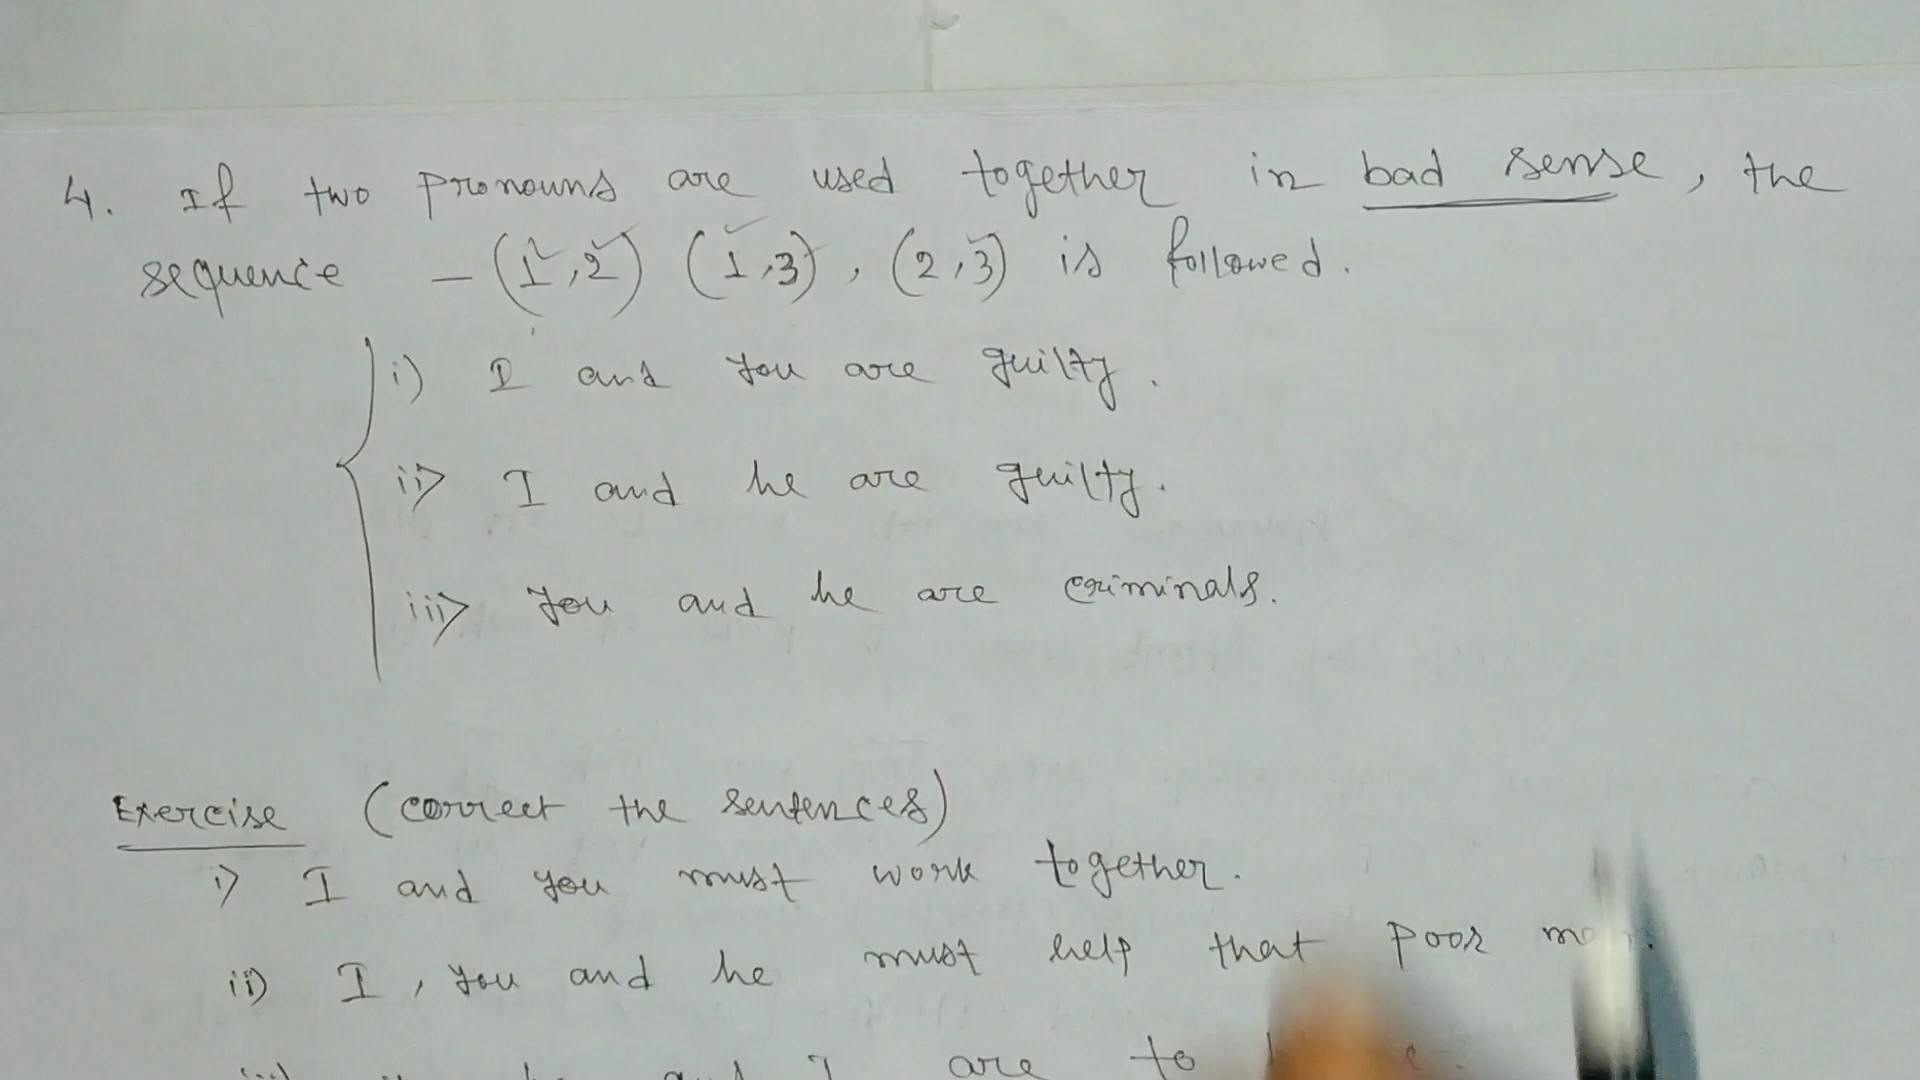 4. If two pronouns are used together in bad sense, the
sequence - (1,2) (1,3), (2,3) is followed.
i) I and you are guilty.
ii) I and he are guilty.
iii) You and he are criminals.
Exercise (correct the sentences)
i) I and you must work together.
ii) I, you and he must help that poor
and I are to